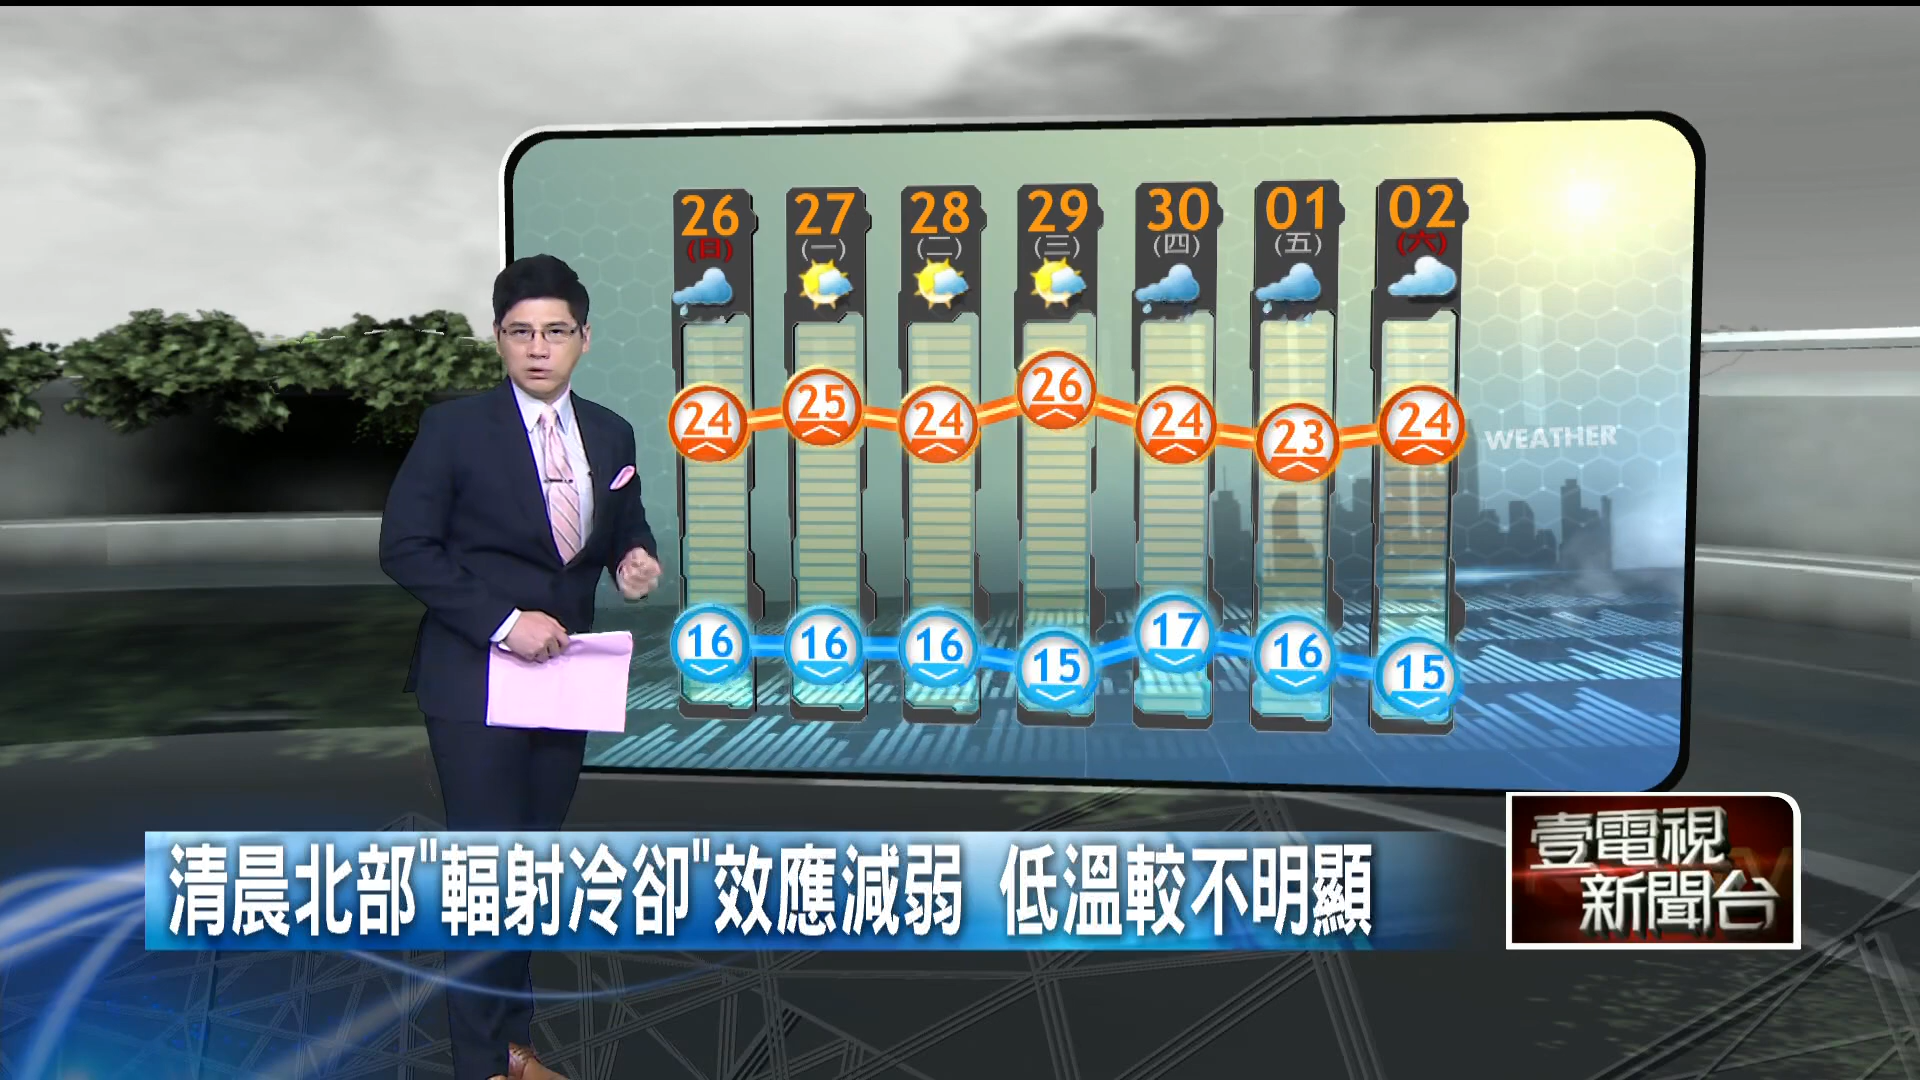 26 27 28 29 30 01 02
(日) (一) (二) (三) (四) (五) (六)
24 25 24 26 24 23 24
WEATHER
16 16 16 15 17 16 15
清晨北部"輻射冷卻"效應減弱 低溫較不明顯
壹電視
新聞台